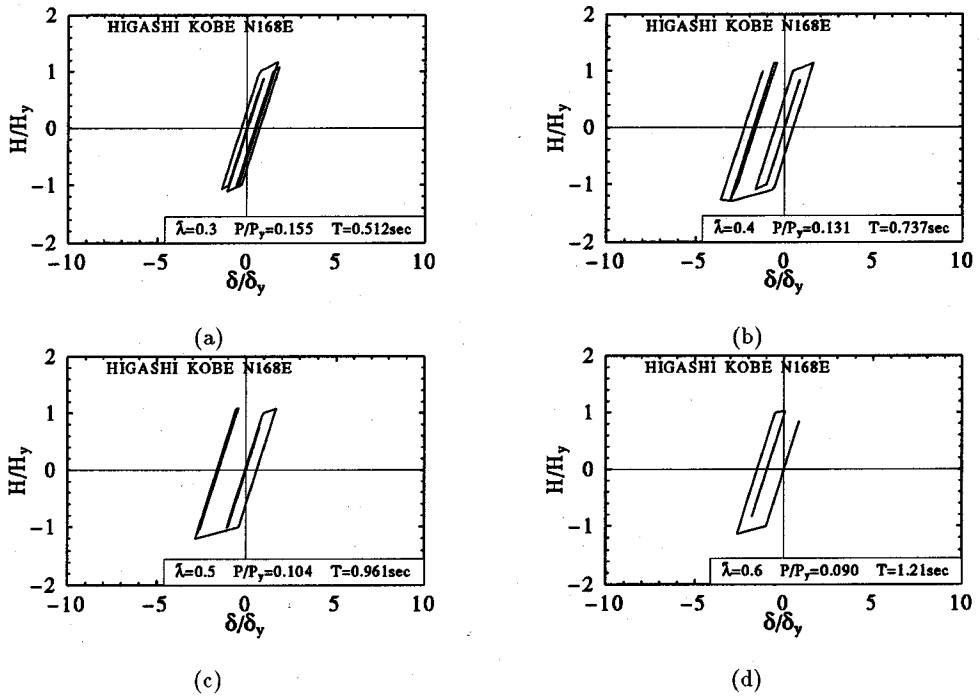 2
1
0
-1
-2
H/Hy
HIGASHI KOBE N168E
λ̄=0.3 P/Py=0.155 T=0.512sec
-10 -5 0 5 10
δ/δy
(a)
2
1
0
-1
-2
H/Hy
HIGASHI KOBE N168E
λ̄=0.4 P/Py=0.131 T=0.737sec
-10 -5 0 5 10
δ/δy
(b)
2
1
0
-1
-2
H/Hy
HIGASHI KOBE N168E
λ̄=0.5 P/Py=0.104 T=0.961sec
-10 -5 0 5 10
δ/δy
(c)
2
1
0
-1
-2
H/Hy
HIGASHI KOBE N168E
λ̄=0.6 P/Py=0.090 T=1.21sec
-10 -5 0 5 10
δ/δy
(d)